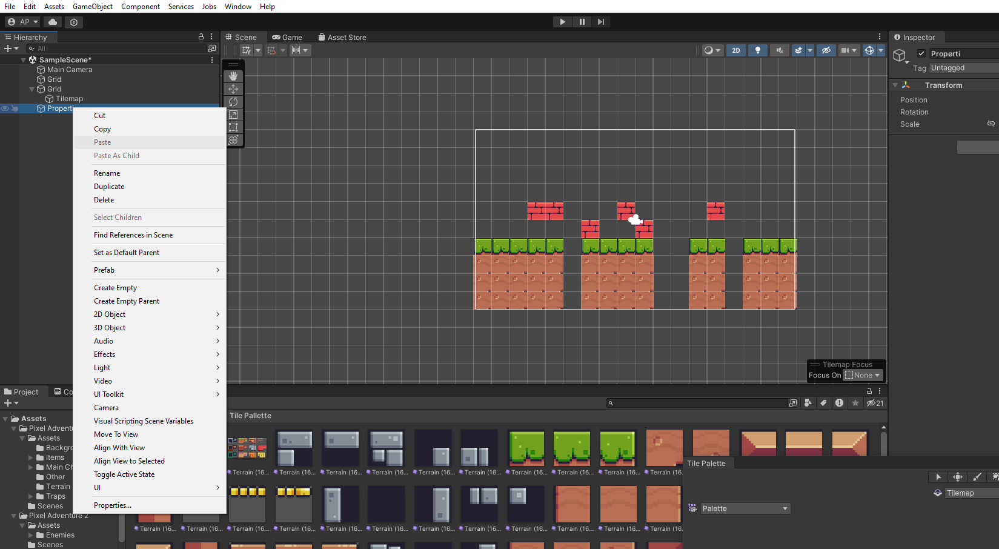 File Edit Assets GameObject Component Services Jobs Window Help
AP
Hierarchy
All
SampleScene*
Main Camera
Grid
Grid
Tilemap
Properti
Cut
Copy
Paste
Paste As Child
Rename
Duplicate
Delete
Select Children
Find References in Scene
Set as Default Parent
Prefab
Create Empty
Create Empty Parent
2D Object
3D Object
Audio
Effects
Light
Video
UI Toolkit
Camera
Visual Scripting Scene Variables
Move To View
Align With View
Align View to Selected
Toggle Active State
UI
Properties...
Scene Game Asset Store
2D
Tilemap Focus
Focus On None
Inspector
Properti
Tag Untagged
Transform
Position
Rotation
Scale
Project Co
Assets
Pixel Adventu
Assets
Backgro
Items
Main Ch
Other
Terrain
Traps
Scenes
Pixel Adventure 2
Assets
Enemies
Scenes
21
Tile Pallette
Terrain (16... Terrain (16... Terrain (16... Terrain (16... Terrain (16... Terrain (16... Terrain (16... Terrain (16... Terrain (16...
Terrain (16... Terrain (16... Terrain (16... Terrain (16... Terrain (16... Terrain (16... Terrain (16... Terrain (16... Terrain (16... Terrain (16... Terrain (16... Terrain (16...
Tile Palette
Tilemap
Palette